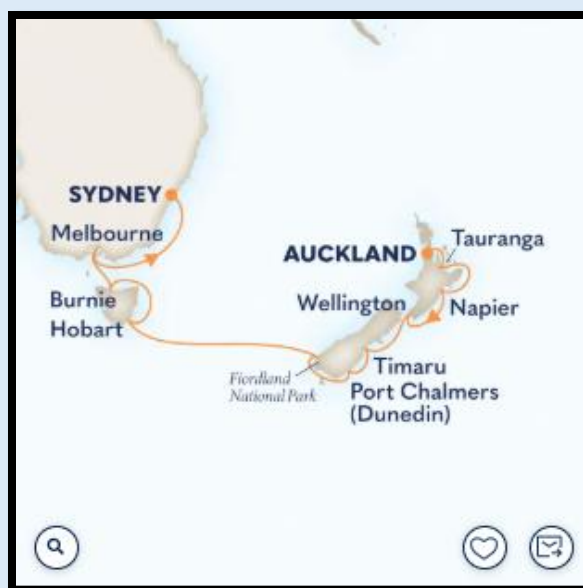 SYDNEY
Melbourne
AUCKLAND
Tauranga
Burnie
Hobart
Wellington
Napier
Timaru
Port Chalmers
(Dunedin)
Fiordland
National Park